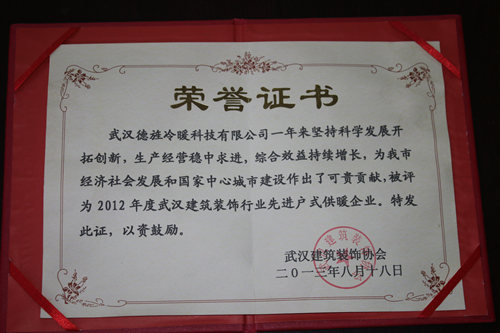 荣誉证书
武汉德旌冷暖科技有限公司一年来坚持科学发展开
拓创新，生产经营稳中求进，综合效益持续增长，为我市
经济社会发展和国家中心城市建设作出了可贵贡献，被评
为2012年度武汉建筑装饰行业先进户式供暖企业。特发
此证，以资鼓励。
武汉建筑装饰协会
二〇一三年八月十八日